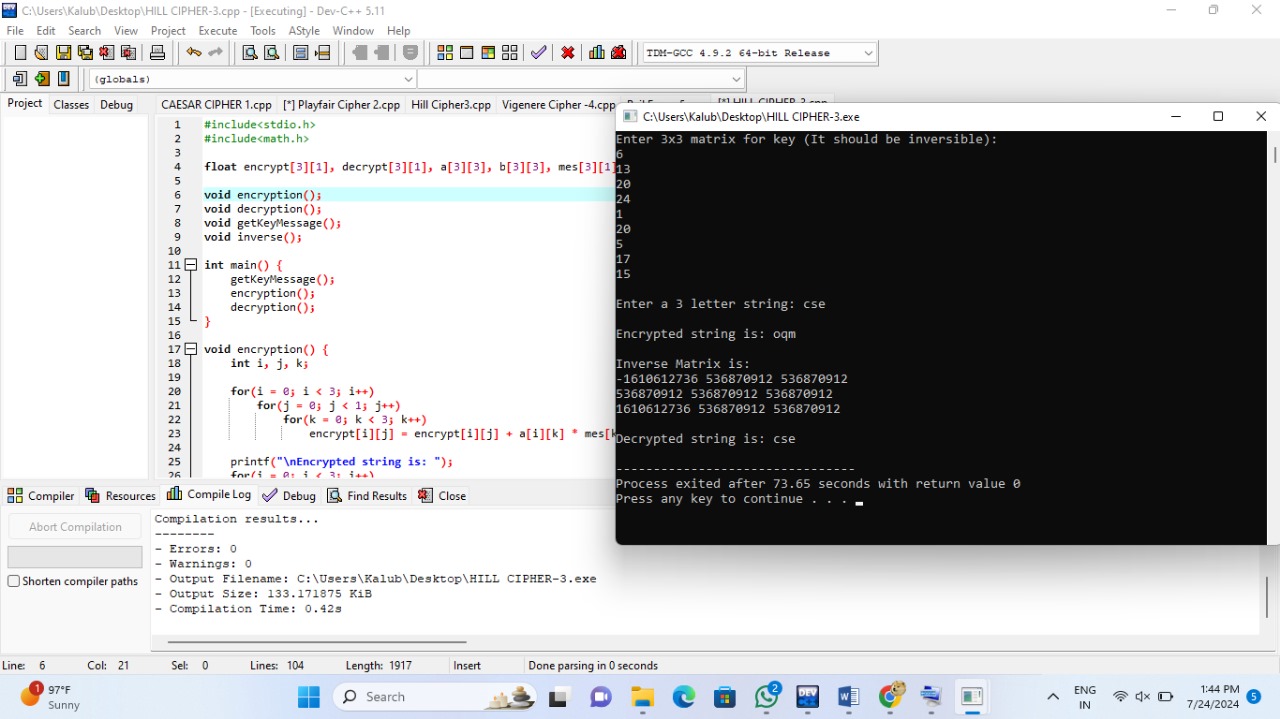 C:\Users\Kalub\Desktop\HILL CIPHER-3.cpp - [Executing] - Dev-C++ 5.11
File Edit Search View Project Execute Tools AStyle Window Help
TDM-GCC 4.9.2 64-bit Release
(globals)
Project Classes Debug
CAESAR CIPHER 1.cpp [*] Playfair Cipher 2.cpp Hill Cipher3.cpp Vigenere Cipher -4.cpp
1 #include<stdio.h>
2 #include<math.h>
3
4 float encrypt[3][1], decrypt[3][1], a[3][3], b[3][3], mes[3][1]
5
6 void encryption();
7 void decryption();
8 void getKeyMessage();
9 void inverse();
10
11 int main() {
12 getKeyMessage();
13 encryption();
14 decryption();
15 }
16
17 void encryption() {
18 int i, j, k;
19
20 for(i = 0; i < 3; i++)
21 for(j = 0; j < 1; j++)
22 for(k = 0; k < 3; k++)
23 encrypt[i][j] = encrypt[i][j] + a[i][k] * mes[k
24
25 printf("\nEncrypted string is: ");
26 for(i = 0; i < 3; i++)
C:\Users\Kalub\Desktop\HILL CIPHER-3.exe
Enter 3x3 matrix for key (It should be inversible):
6
13
20
24
1
20
5
17
15
Enter a 3 letter string: cse
Encrypted string is: oqm
Inverse Matrix is:
-1610612736 536870912 536870912
536870912 536870912 536870912
1610612736 536870912 536870912
Decrypted string is: cse
--------------------------------
Process exited after 73.65 seconds with return value 0
Press any key to continue . . .
Compiler Resources Compile Log Debug Find Results Close
Abort Compilation
Shorten compiler paths
Compilation results...
--------
- Errors: 0
- Warnings: 0
- Output Filename: C:\Users\Kalub\Desktop\HILL CIPHER-3.exe
- Output Size: 133.171875 KiB
- Compilation Time: 0.42s
Line: 6 Col: 21 Sel: 0 Lines: 104 Length: 1917 Insert Done parsing in 0 seconds
1 97°F
Sunny
Search
2
DEV
ENG
IN
1:44 PM
7/24/2024
5